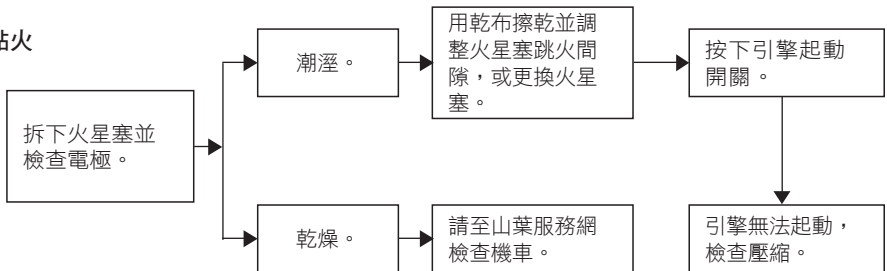 點火
拆下火星塞並
檢查電極。
潮溼。
用乾布擦乾並調
整火星塞跳火間
隙，或更換火星
塞。
按下引擎起動
開關。
乾燥。
請至山葉服務網
檢查機車。
引擎無法起動，
檢查壓縮。